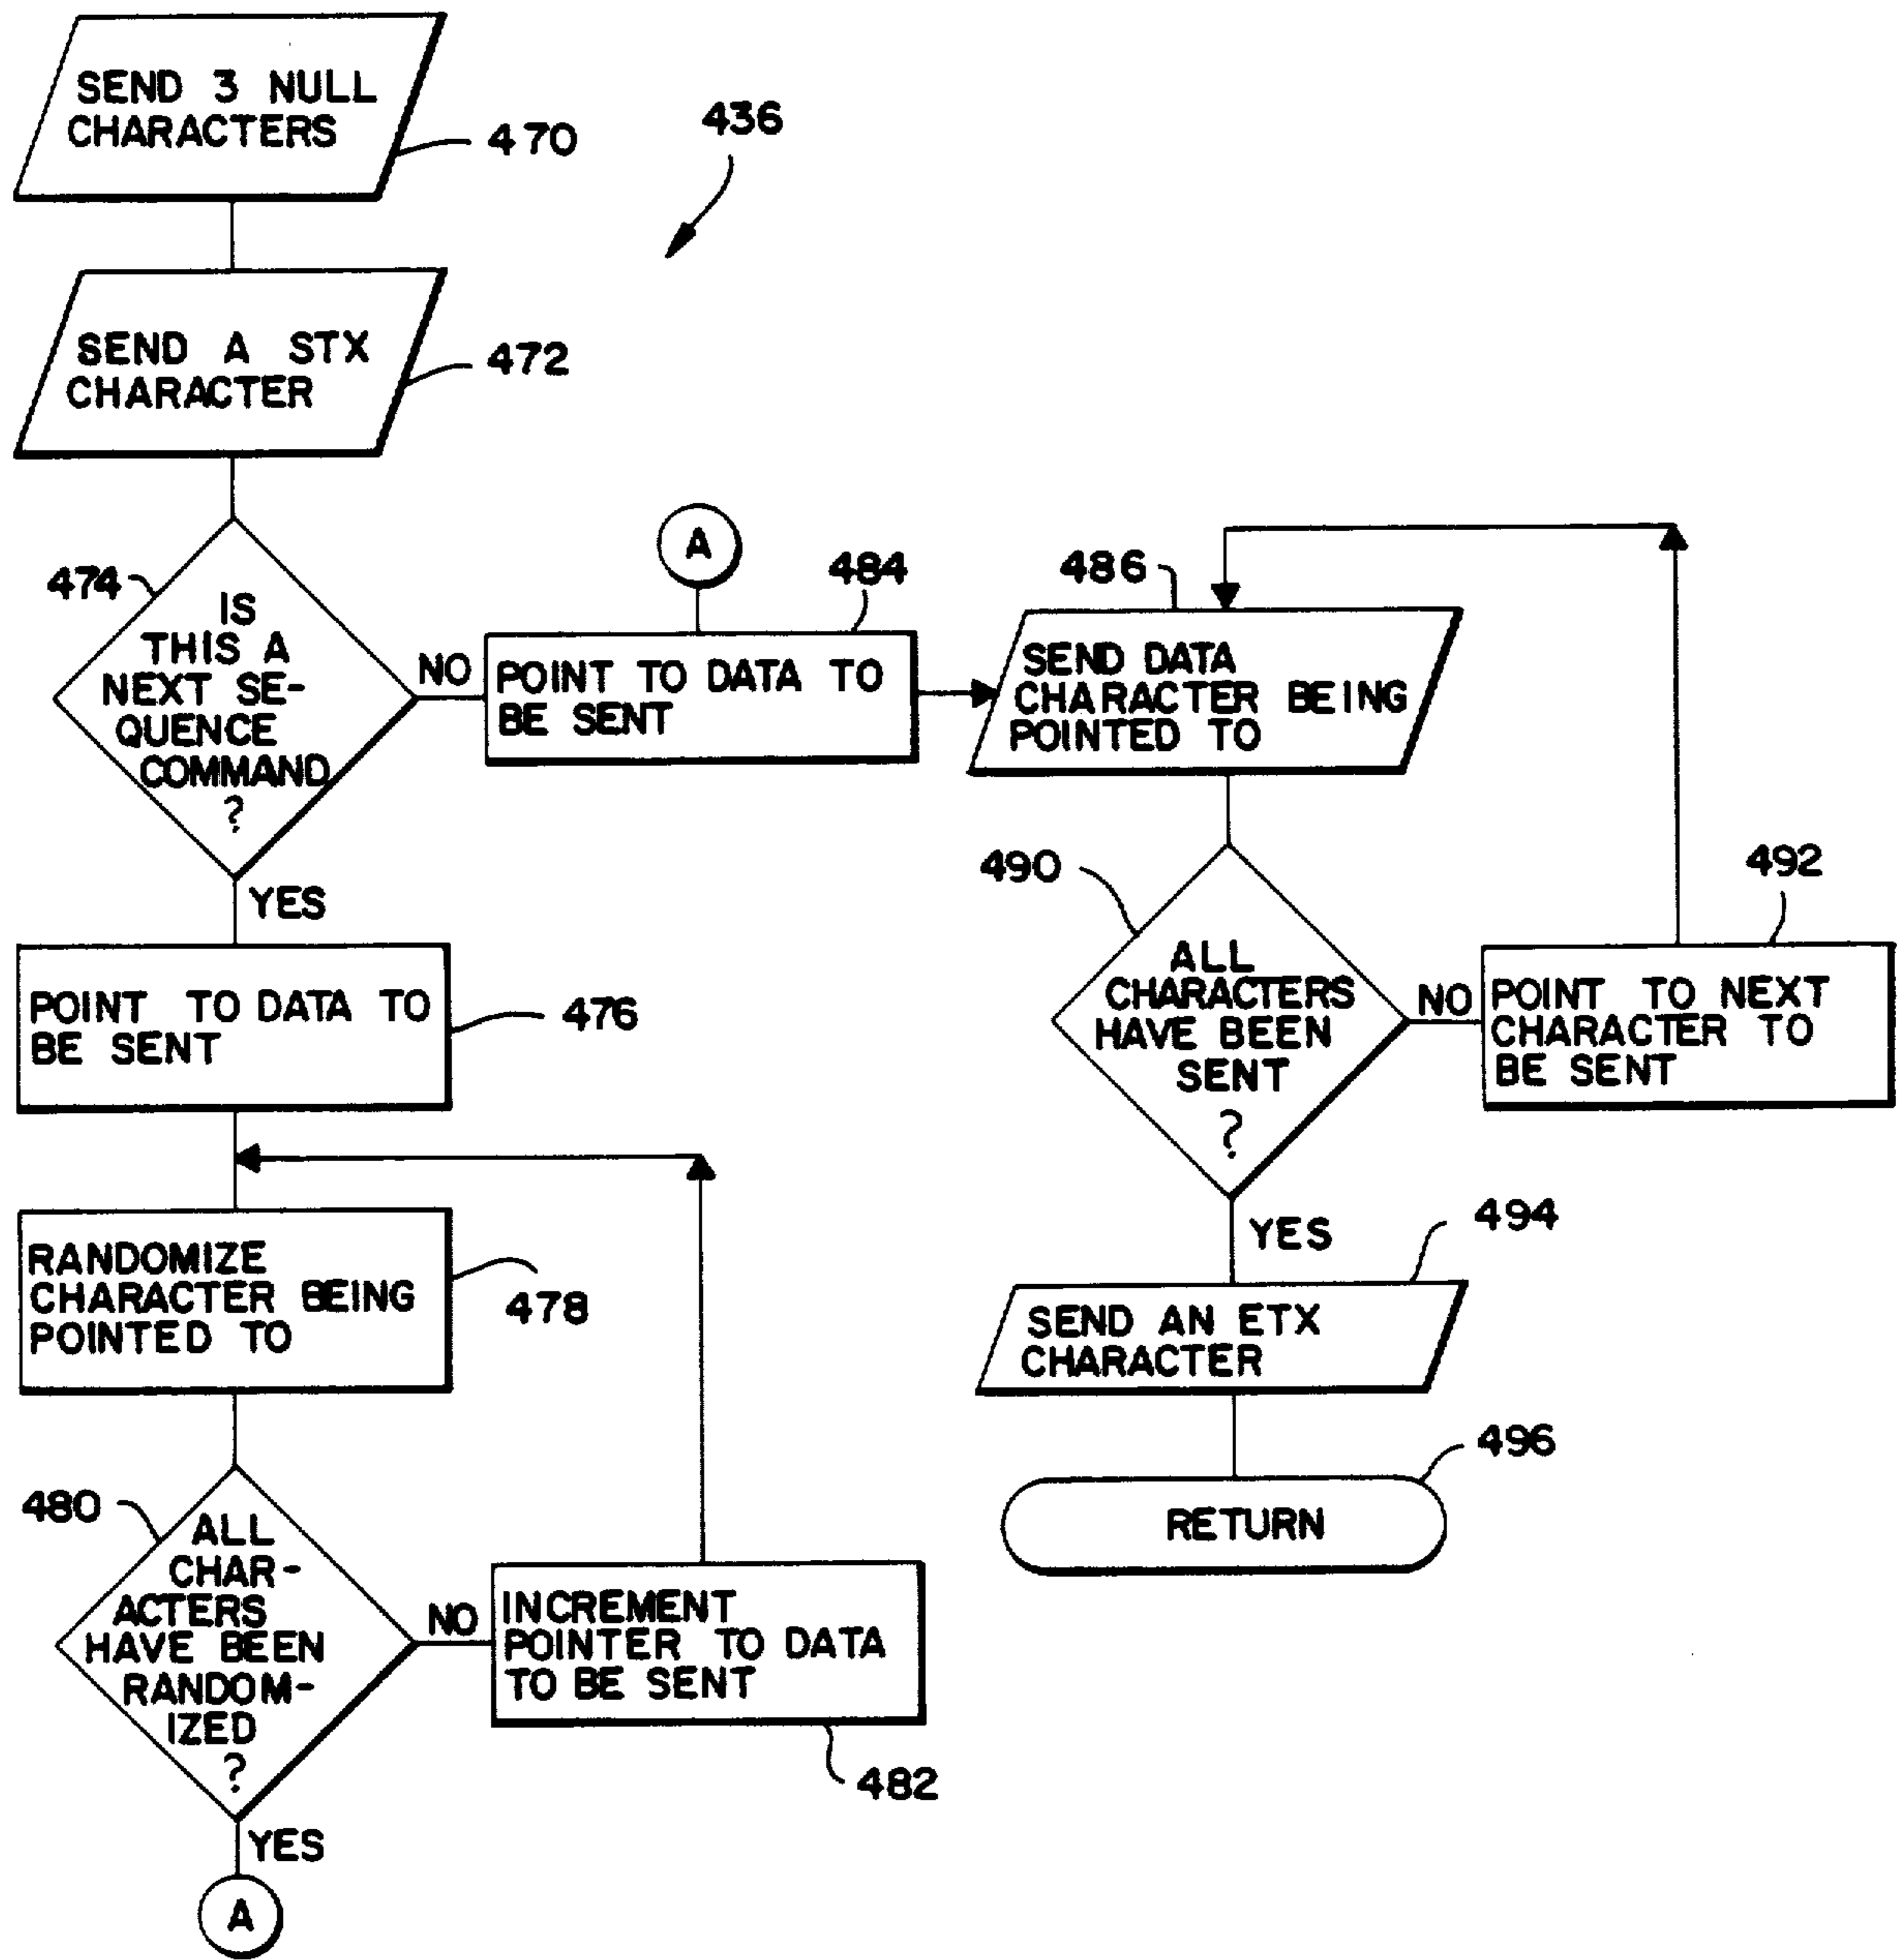 SEND 3 NULL
CHARACTERS
470
436
SEND A STX
CHARACTER
472
474
IS
THIS A
NEXT SE-
QUENCE
COMMAND
?
NO
YES
A
484
POINT TO DATA TO
BE SENT
476
POINT TO DATA TO
BE SENT
RANDOMIZE
CHARACTER BEING
POINTED TO
478
480
ALL
CHAR-
ACTERS
HAVE BEEN
RANDOM-
IZED
?
NO
YES
A
INCREMENT
POINTER TO DATA
TO BE SENT
482
486
SEND DATA
CHARACTER BEING
POINTED TO
490
ALL
CHARACTERS
HAVE BEEN
SENT
?
NO
YES
492
POINT TO NEXT
CHARACTER TO
BE SENT
494
SEND AN ETX
CHARACTER
496
RETURN